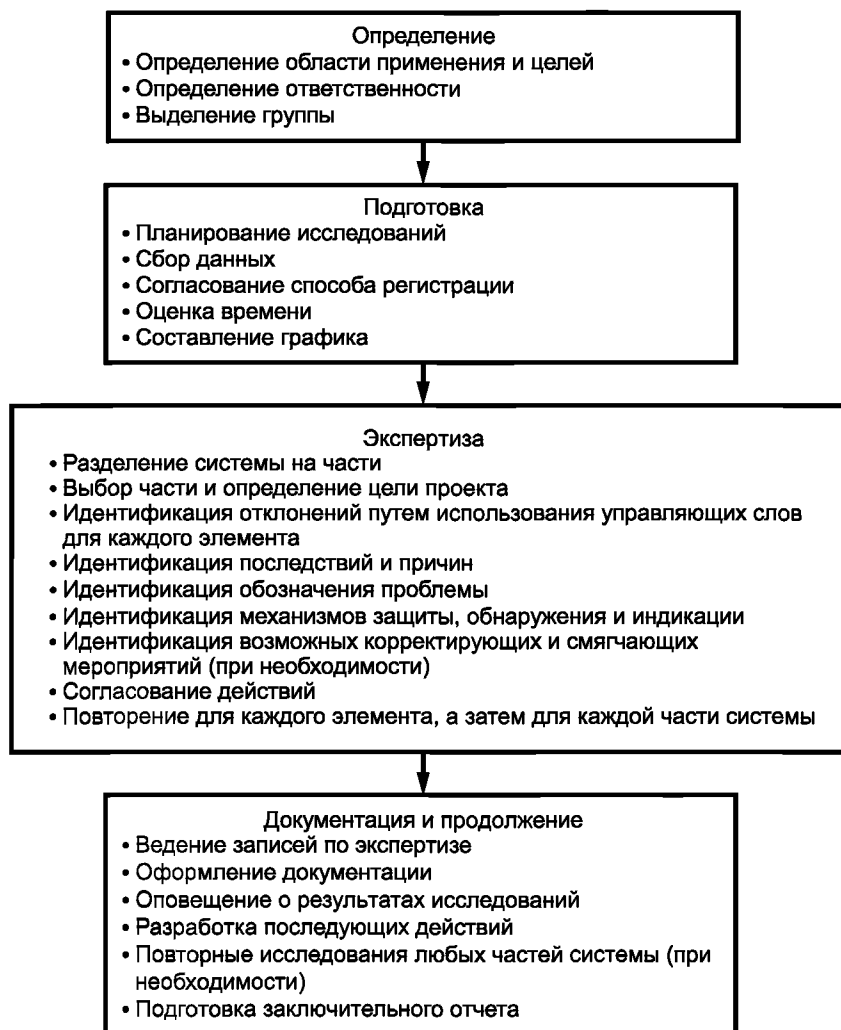 Определение
• Определение области применения и целей
• Определение ответственности
• Выделение группы
Подготовка
• Планирование исследований
• Сбор данных
• Согласование способа регистрации
• Оценка времени
• Составление графика
Экспертиза
• Разделение системы на части
• Выбор части и определение цели проекта
• Идентификация отклонений путем использования управляющих слов
для каждого элемента
• Идентификация последствий и причин
• Идентификация обозначения проблемы
• Идентификация механизмов защиты, обнаружения и индикации
• Идентификация возможных корректирующих и смягчающих
мероприятий (при необходимости)
• Согласование действий
• Повторение для каждого элемента, а затем для каждой части системы
Документация и продолжение
• Ведение записей по экспертизе
• Оформление документации
• Оповещение о результатах исследований
• Разработка последующих действий
• Повторные исследования любых частей системы (при
необходимости)
• Подготовка заключительного отчета